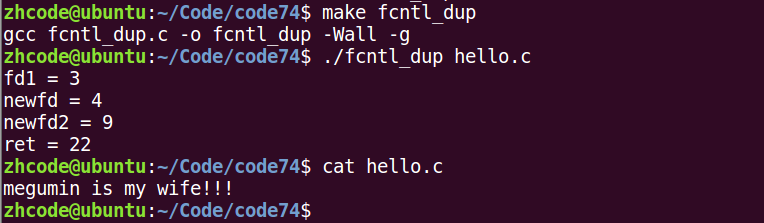 zhcode@ubuntu:~/Code/code74$ make fcntl_dup
gcc fcntl_dup.c -o fcntl_dup -Wall -g
zhcode@ubuntu:~/Code/code74$ ./fcntl_dup hello.c
fd1 = 3
newfd = 4
newfd2 = 9
ret = 22
zhcode@ubuntu:~/Code/code74$ cat hello.c
megumin is my wife!!!
zhcode@ubuntu:~/Code/code74$